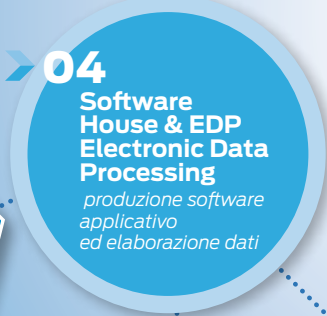 04
Software
House & EDP
Electronic Data
Processing
produzione software
applicativo
ed elaborazione dati